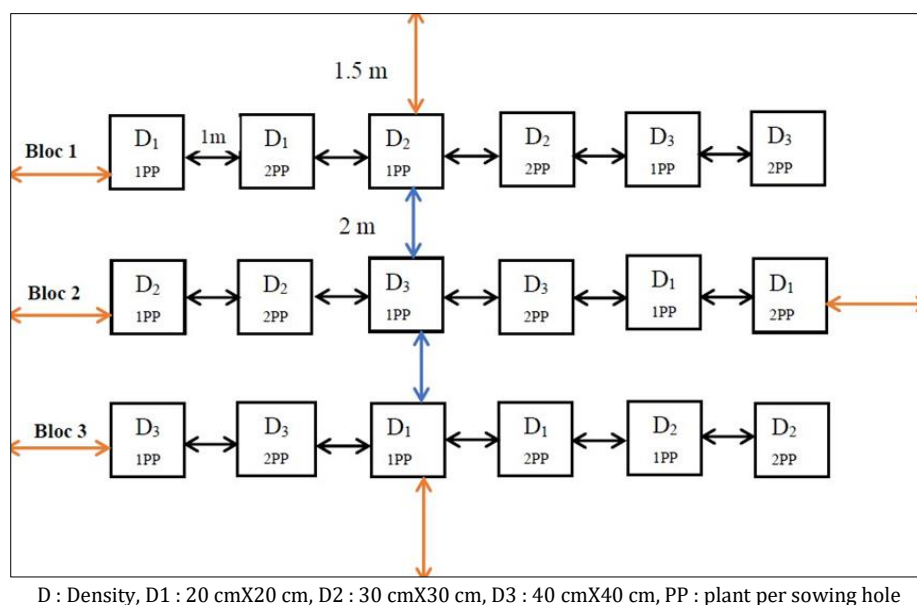 1.5 m
Bloc 1
D₁ 1m D₁ D₂ D₂ D₃ D₃
1PP 2PP 1PP 2PP 1PP 2PP
2 m
Bloc 2
D₂ D₂ D₃ D₃ D₁ D₁
1PP 2PP 1PP 2PP 1PP 2PP
Bloc 3
D₃ D₃ D₁ D₁ D₂ D₂
1PP 2PP 1PP 2PP 1PP 2PP
D : Density, D1 : 20 cmX20 cm, D2 : 30 cmX30 cm, D3 : 40 cmX40 cm, PP : plant per sowing hole